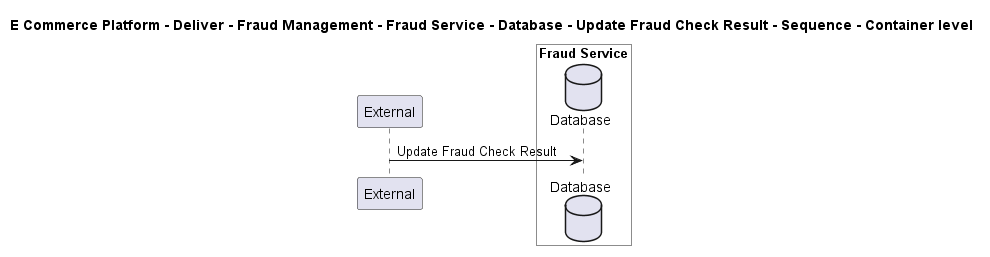 E Commerce Platform - Deliver - Fraud Management - Fraud Service - Database - Update Fraud Check Result - Sequence - Container level
Fraud Service
External
Database
Update Fraud Check Result
External
Database